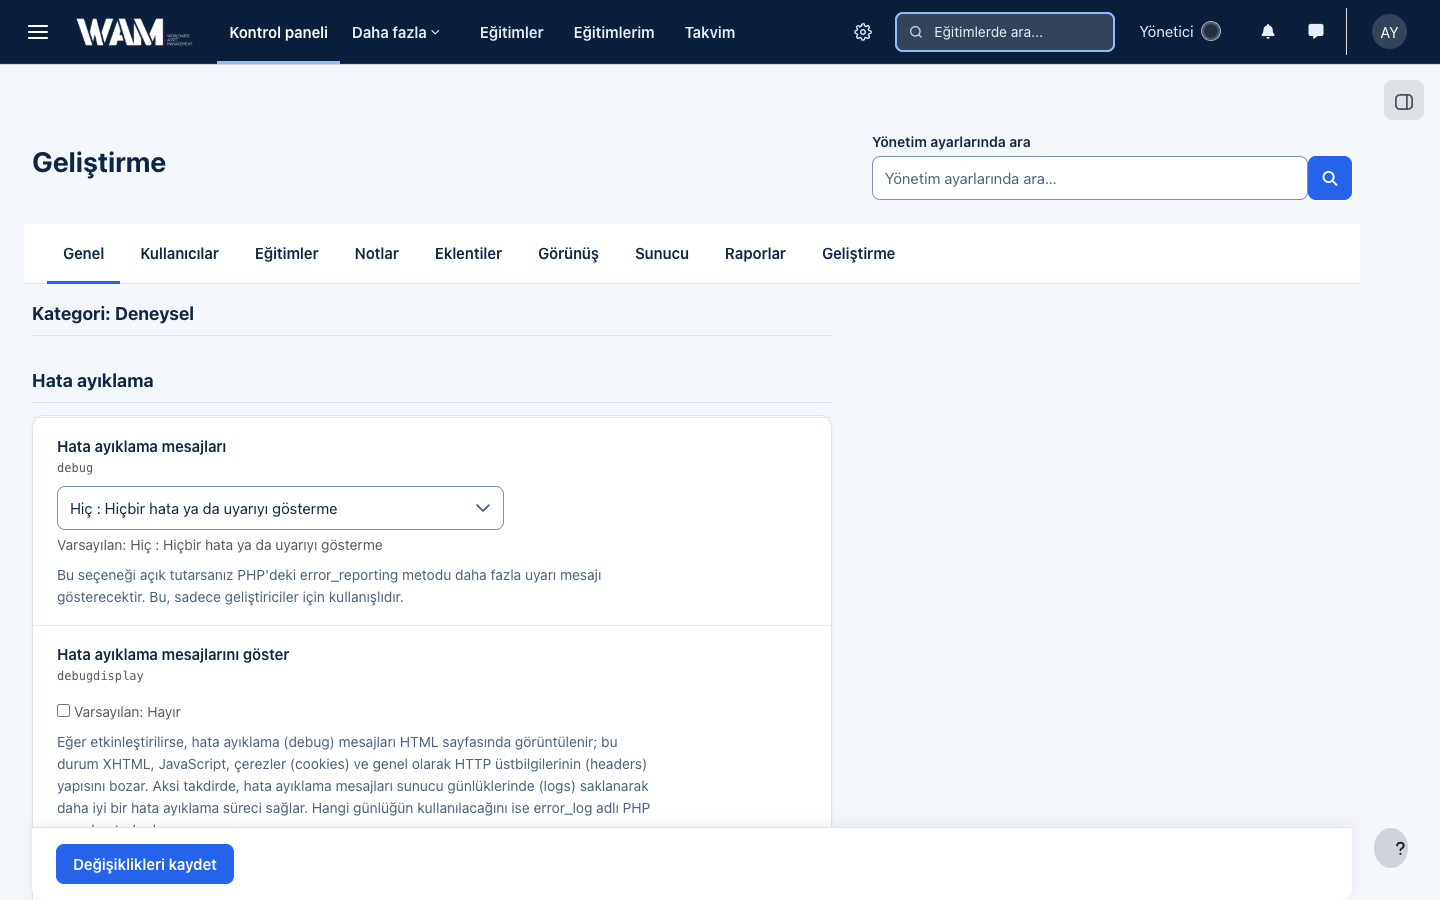 WAM WORLDWIDE ASSET MANAGEMENT
Kontrol paneli
Daha fazla
Eğitimler
Eğitimlerim
Takvim
Eğitimlerde ara...
Yönetici
AY
Geliştirme
Yönetim ayarlarında ara
Yönetim ayarlarında ara...
Genel
Kullanıcılar
Eğitimler
Notlar
Eklentiler
Görünüş
Sunucu
Raporlar
Geliştirme
Kategori: Deneysel
Hata ayıklama
Hata ayıklama mesajları
debug
Hiç : Hiçbir hata ya da uyarıyı gösterme
Varsayılan: Hiç : Hiçbir hata ya da uyarıyı gösterme
Bu seçeneği açık tutarsanız PHP'deki error_reporting metodu daha fazla uyarı mesajı
gösterecektir. Bu, sadece geliştiriciler için kullanışlıdır.
Hata ayıklama mesajlarını göster
debugdisplay
Varsayılan: Hayır
Eğer etkinleştirilirse, hata ayıklama (debug) mesajları HTML sayfasında görüntülenir; bu
durum XHTML, JavaScript, çerezler (cookies) ve genel olarak HTTP üstbilgilerinin (headers)
yapısını bozar. Aksi takdirde, hata ayıklama mesajları sunucu günlüklerinde (logs) saklanarak
daha iyi bir hata ayıklama süreci sağlar. Hangi günlüğün kullanılacağını ise error_log adlı PHP
Değişiklikleri kaydet
?